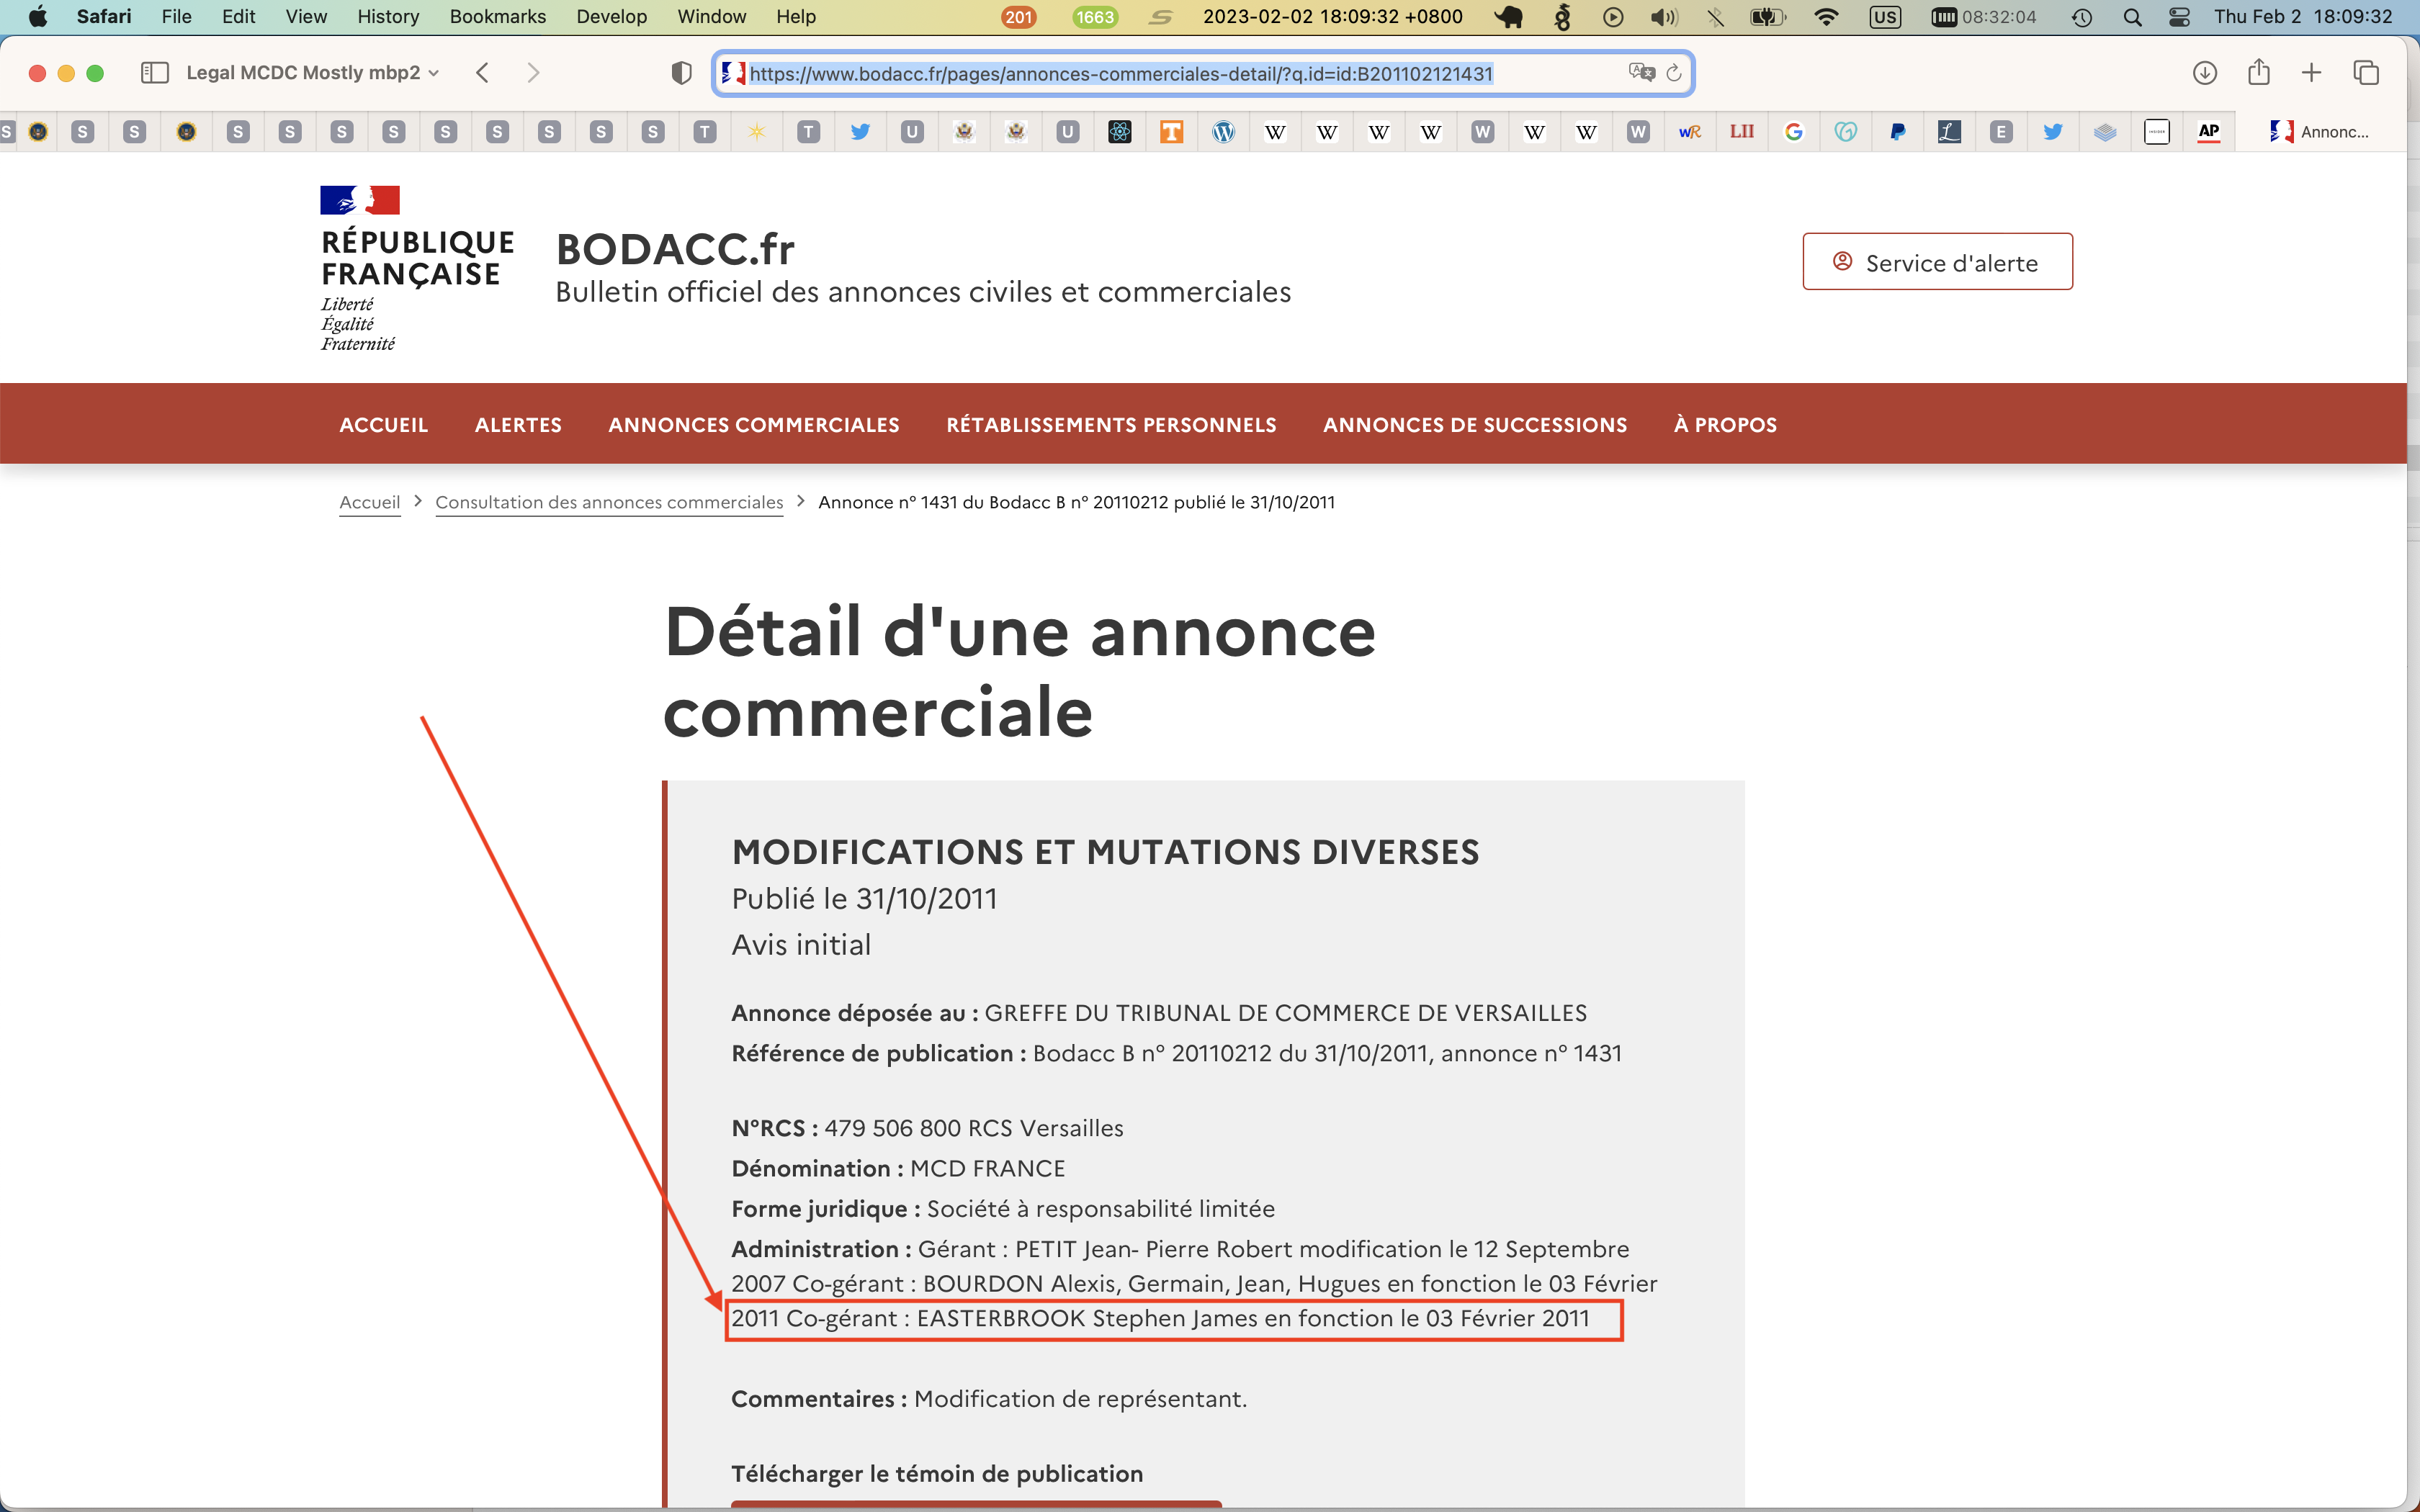 Safari File Edit View History Bookmarks Develop Window Help 201 1663 2023-02-02 18:09:32 +0800 US 08:32:04 Thu Feb 2 18:09:32
Legal MCDC Mostly mbp2 https://www.bodacc.fr/pages/annonces-commerciales-detail/?q.id=id:B201102121431
S S S S S S S S S S S S T T U U T W W W W W W W W wR LII G L E AP Annonc...
RÉPUBLIQUE
FRANÇAISE
Liberté
Égalité
Fraternité
BODACC.fr
Bulletin officiel des annonces civiles et commerciales
Service d'alerte
ACCUEIL ALERTES ANNONCES COMMERCIALES RÉTABLISSEMENTS PERSONNELS ANNONCES DE SUCCESSIONS À PROPOS
Accueil > Consultation des annonces commerciales > Annonce n° 1431 du Bodacc B n° 20110212 publié le 31/10/2011
Détail d'une annonce
commerciale
MODIFICATIONS ET MUTATIONS DIVERSES
Publié le 31/10/2011
Avis initial
Annonce déposée au : GREFFE DU TRIBUNAL DE COMMERCE DE VERSAILLES
Référence de publication : Bodacc B n° 20110212 du 31/10/2011, annonce n° 1431
N°RCS : 479 506 800 RCS Versailles
Dénomination : MCD FRANCE
Forme juridique : Société à responsabilité limitée
Administration : Gérant : PETIT Jean- Pierre Robert modification le 12 Septembre
2007 Co-gérant : BOURDON Alexis, Germain, Jean, Hugues en fonction le 03 Février
2011 Co-gérant : EASTERBROOK Stephen James en fonction le 03 Février 2011
Commentaires : Modification de représentant.
Télécharger le témoin de publication